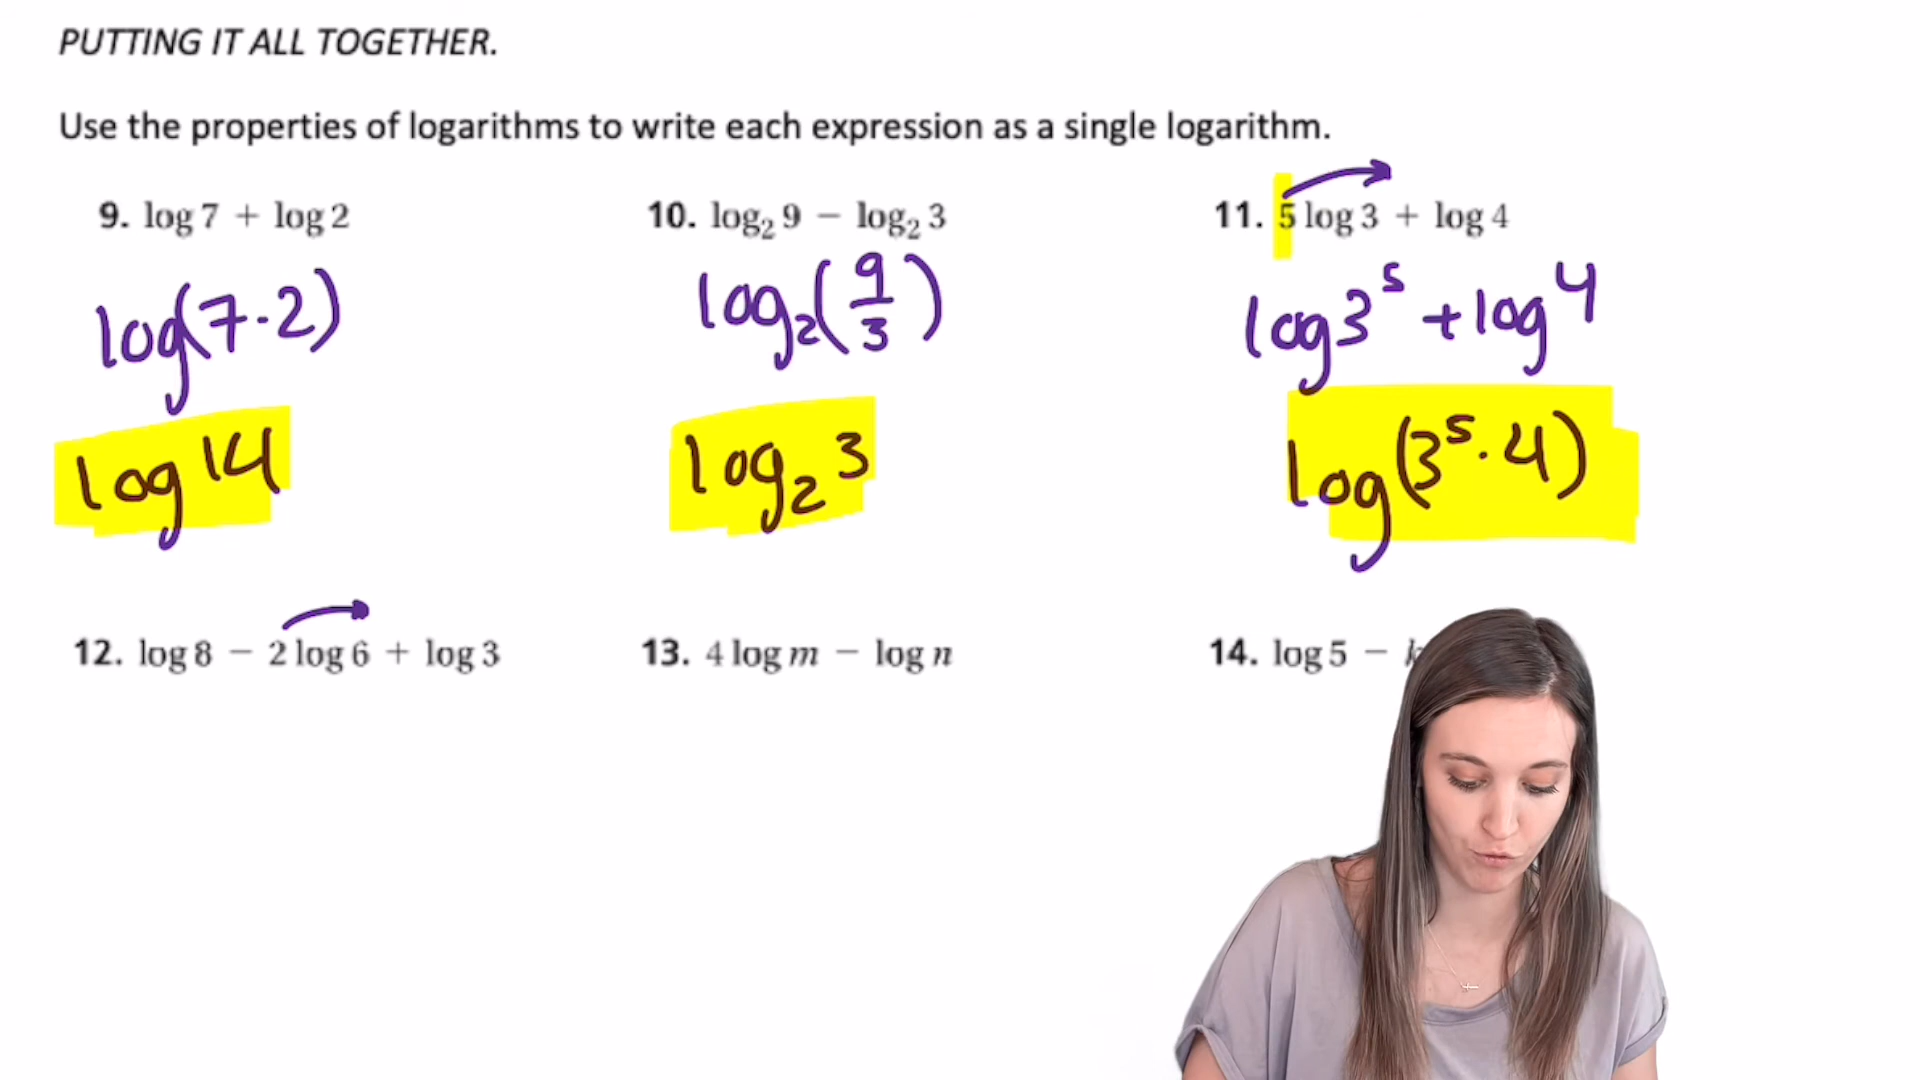 PUTTING IT ALL TOGETHER.
Use the properties of logarithms to write each expression as a single logarithm.
9. log 7 + log 2
10. log₂ 9 − log₂ 3
11. 5 log 3 + log 4
log(7·2)
log₂(9/3)
log 3⁵ + log 4
log 14
log₂ 3
log(3⁵·4)
12. log 8 − 2 log 6 + log 3
13. 4 log m − log n
14. log 5 −